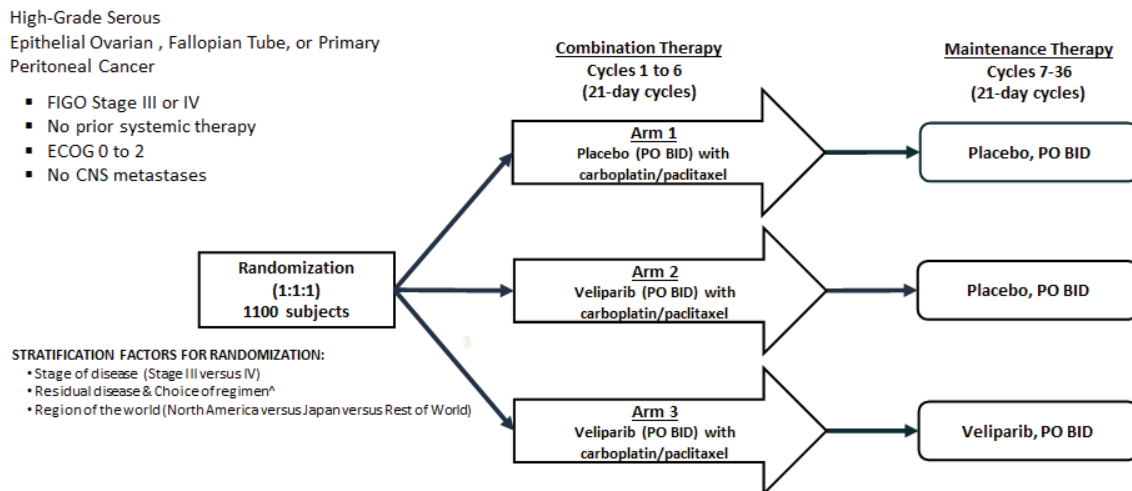 High-Grade Serous
Epithelial Ovarian , Fallopian Tube, or Primary
Peritoneal Cancer
▪ FIGO Stage III or IV
▪ No prior systemic therapy
▪ ECOG 0 to 2
▪ No CNS metastases
Combination Therapy
Cycles 1 to 6
(21-day cycles)
Maintenance Therapy
Cycles 7-36
(21-day cycles)
Arm 1
Placebo (PO BID) with
carboplatin/paclitaxel
Placebo, PO BID
Randomization
(1:1:1)
1100 subjects
Arm 2
Veliparib (PO BID) with
carboplatin/paclitaxel
Placebo, PO BID
3
STRATIFICATION FACTORS FOR RANDOMIZATION:
• Stage of disease (Stage III versus IV)
• Residual disease & Choice of regimen^
• Region of the world (North America versus Japan versus Rest of World)
Arm 3
Veliparib (PO BID) with
carboplatin/paclitaxel
Veliparib, PO BID